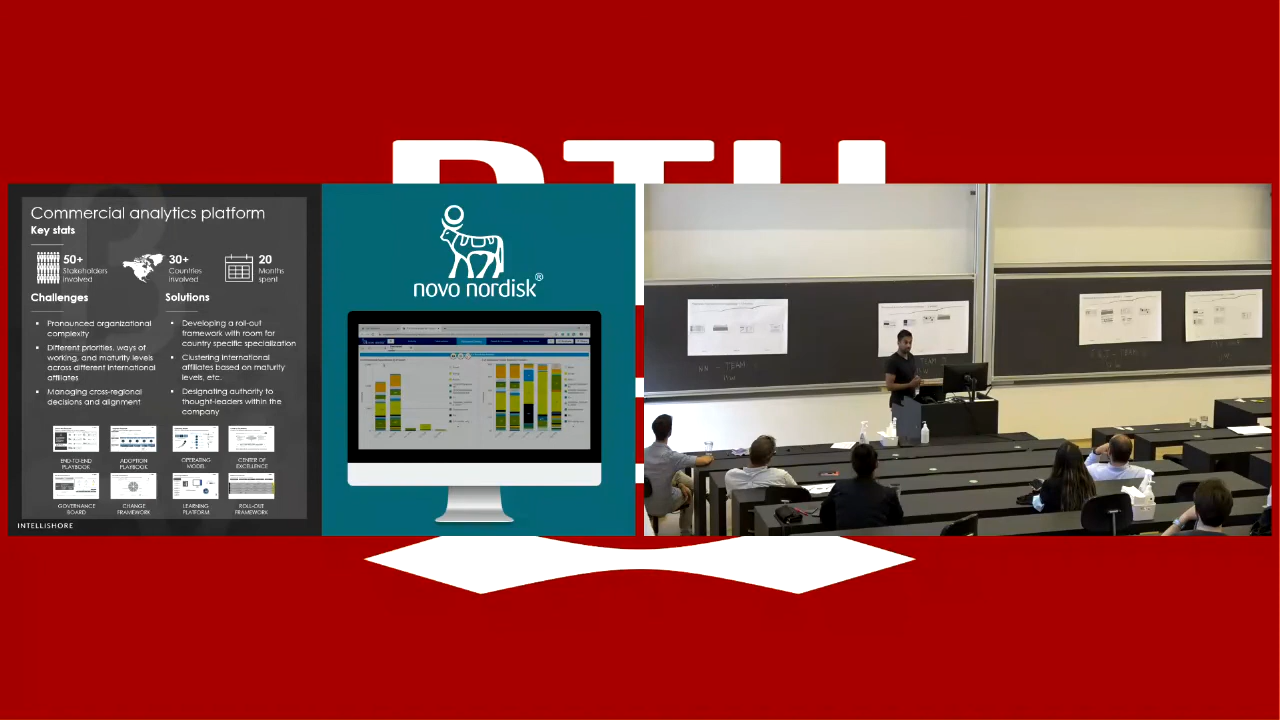 DTU
Commercial analytics platform
Key stats
50+
Stakeholders
involved
30+
Countries
involved
20
Months
spent
Challenges
Solutions
▪ Pronounced organizational
complexity
▪ Different priorities, ways of
working, and maturity levels
across different international
affiliates
▪ Managing cross-regional
decisions and alignment
▪ Developing a roll-out
framework with room for
country specific specialization
▪ Clustering international
affiliates based on maturity
levels, etc.
▪ Designating authority to
thought-leaders within the
company
END-TO-END
PLAYBOOK
ADOPTION
PLAYBOOK
OPERATING
MODEL
CENTER OF
EXCELLENCE
GOVERNANCE
BOARD
CHANGE
FRAMEWORK
LEARNING
PLATFORM
ROLL-OUT
FRAMEWORK
INTELLISHORE
novo nordisk®